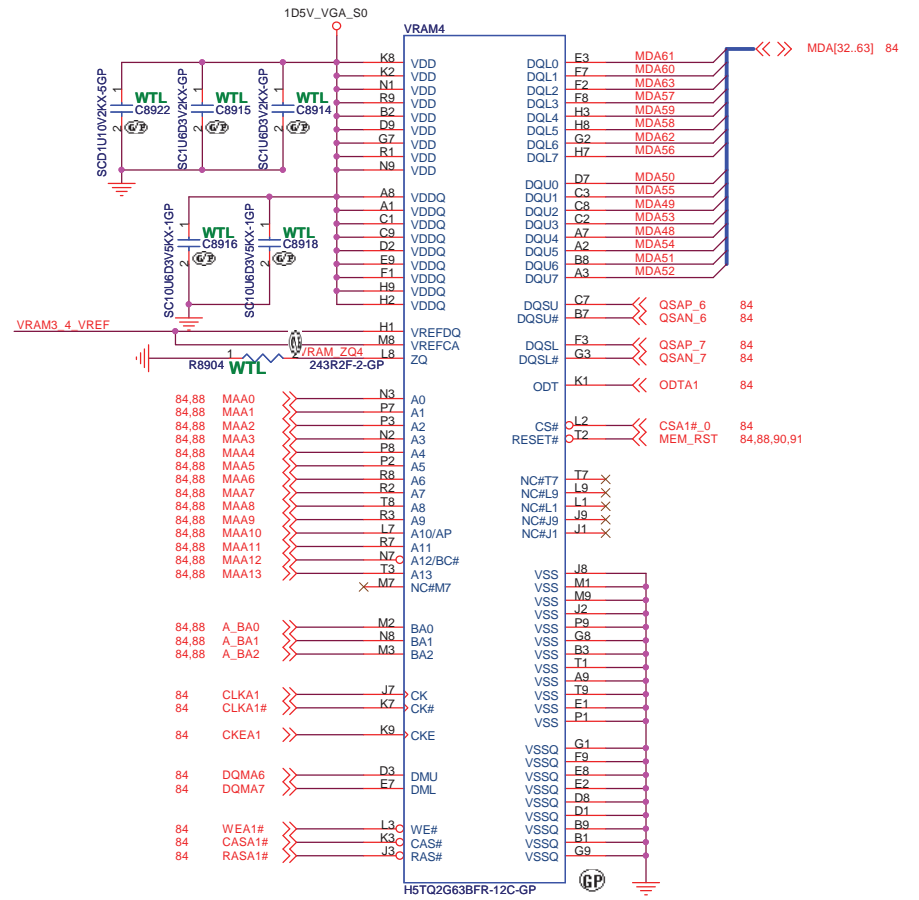 1D5V_VGA_S0
VRAM4
K8 VDD
K2 VDD
N1 VDD
R9 VDD
B2 VDD
D9 VDD
G7 VDD
R1 VDD
N9 VDD
A8 VDDQ
A1 VDDQ
C1 VDDQ
C9 VDDQ
D2 VDDQ
E9 VDDQ
F1 VDDQ
H9 VDDQ
H2 VDDQ
SCD1U10V2KX-5GP
1
2
WTL
C8922
G/P
SC1U6D3V2KX-GP
1
2
WTL
C8915
G/P
SC1U6D3V2KX-GP
1
2
WTL
C8914
G/P
SC10U6D3V5KX-1GP
1
2
WTL
C8916
G/P
SC10U6D3V5KX-1GP
1
2
WTL
C8918
G/P
VRAM3_4_VREF
H1 VREFDQ
M8 VREFCA
VRAM_ZQ4 L8 ZQ
1
2
R8904
WTL
243R2F-2-GP
84,88 MAA0 N3 A0
84,88 MAA1 P7 A1
84,88 MAA2 P3 A2
84,88 MAA3 N2 A3
84,88 MAA4 P8 A4
84,88 MAA5 P2 A5
84,88 MAA6 R8 A6
84,88 MAA7 R2 A7
84,88 MAA8 T8 A8
84,88 MAA9 R3 A9
84,88 MAA10 L7 A10/AP
84,88 MAA11 R7 A11
84,88 MAA12 N7 A12/BC#
84,88 MAA13 T3 A13
M7 NC#M7
84,88 A_BA0 M2 BA0
84,88 A_BA1 N8 BA1
84,88 A_BA2 M3 BA2
84 CLKA1 J7 CK
84 CLKA1# K7 CK#
84 CKEA1 K9 CKE
84 DQMA6 D3 DMU
84 DQMA7 E7 DML
84 WEA1# L3 WE#
84 CASA1# K3 CAS#
84 RASA1# J3 RAS#
DQL0 E3 MDA61
DQL1 F7 MDA60
DQL2 F2 MDA63
DQL3 F8 MDA57
DQL4 H3 MDA59
DQL5 H8 MDA58
DQL6 G2 MDA62
DQL7 H7 MDA56
MDA[32..63] 84
DQU0 D7 MDA50
DQU1 C3 MDA55
DQU2 C8 MDA49
DQU3 C2 MDA53
DQU4 A7 MDA48
DQU5 A2 MDA54
DQU6 B8 MDA51
DQU7 A3 MDA52
DQSU C7 QSAP_6 84
DQSU# B7 QSAN_6 84
DQSL F3 QSAP_7 84
DQSL# G3 QSAN_7 84
ODT K1 ODTA1 84
CS# L2 CSA1#_0 84
RESET# T2 MEM_RST 84,88,90,91
NC#T7 T7
NC#L9 L9
NC#L1 L1
NC#J9 J9
NC#J1 J1
VSS J8
VSS M1
VSS M9
VSS J2
VSS P9
VSS G8
VSS B3
VSS T1
VSS A9
VSS T9
VSS E1
VSS P1
VSSQ G1
VSSQ F9
VSSQ E8
VSSQ E2
VSSQ D8
VSSQ D1
VSSQ B9
VSSQ B1
VSSQ G9
H5TQ2G63BFR-12C-GP
GP